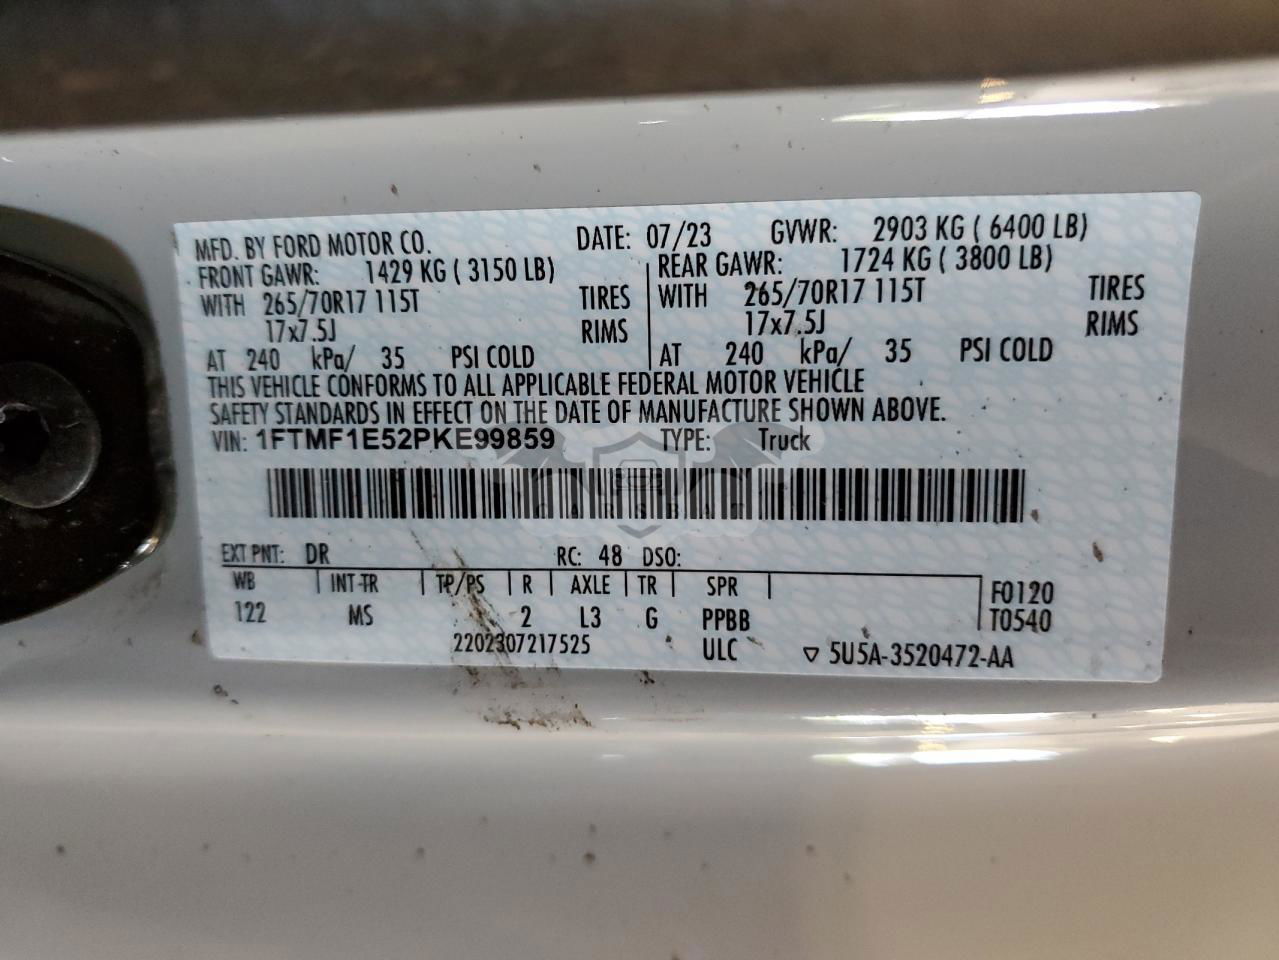 MFD. BY FORD MOTOR CO. DATE: 07/23 GVWR: 2903 KG ( 6400 LB)
FRONT GAWR: 1429 KG ( 3150 LB) REAR GAWR: 1724 KG ( 3800 LB)
WITH 265/70R17 115T TIRES WITH 265/70R17 115T TIRES
17x7.5J RIMS 17x7.5J RIMS
AT 240 kPa/ 35 PSI COLD AT 240 kPa/ 35 PSI COLD
THIS VEHICLE CONFORMS TO ALL APPLICABLE FEDERAL MOTOR VEHICLE
SAFETY STANDARDS IN EFFECT ON THE DATE OF MANUFACTURE SHOWN ABOVE.
VIN: 1FTMF1E52PKE99859 TYPE: Truck
CARSBAT
EXT PNT: DR RC: 48 DSO:
WB INT-TR TP/PS R AXLE TR SPR F0120
122 MS 2 L3 G PPBB T0540
2202307217525 ULC 5U5A-3520472-AA